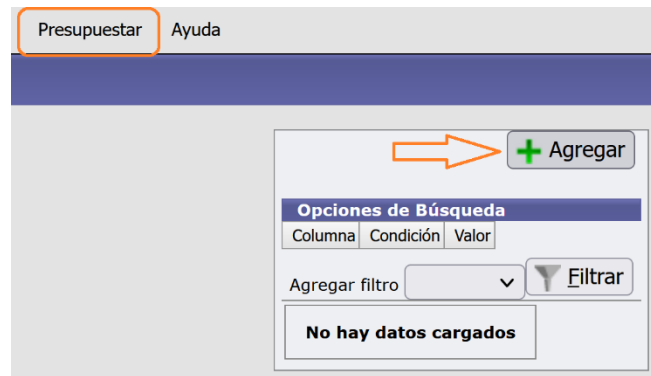 Presupuestar Ayuda
Agregar
Opciones de Búsqueda
Columna Condición Valor
Agregar filtro Filtrar
No hay datos cargados